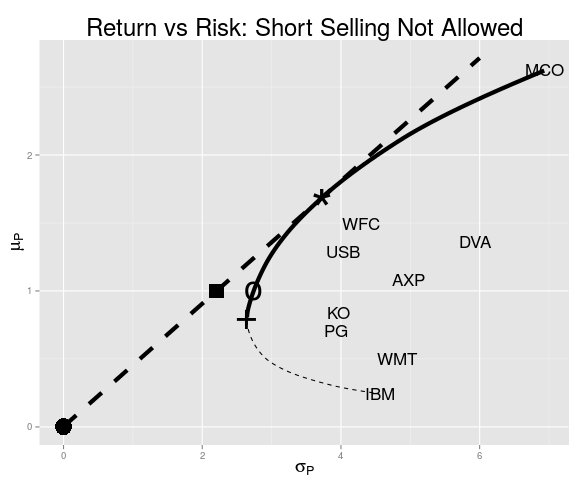 Return vs Risk: Short Selling Not Allowed
MCO
2
WFC
DVA
USB
μP
AXP
1
KO
PG
WMT
IBM
0
0 2 4 6
σP